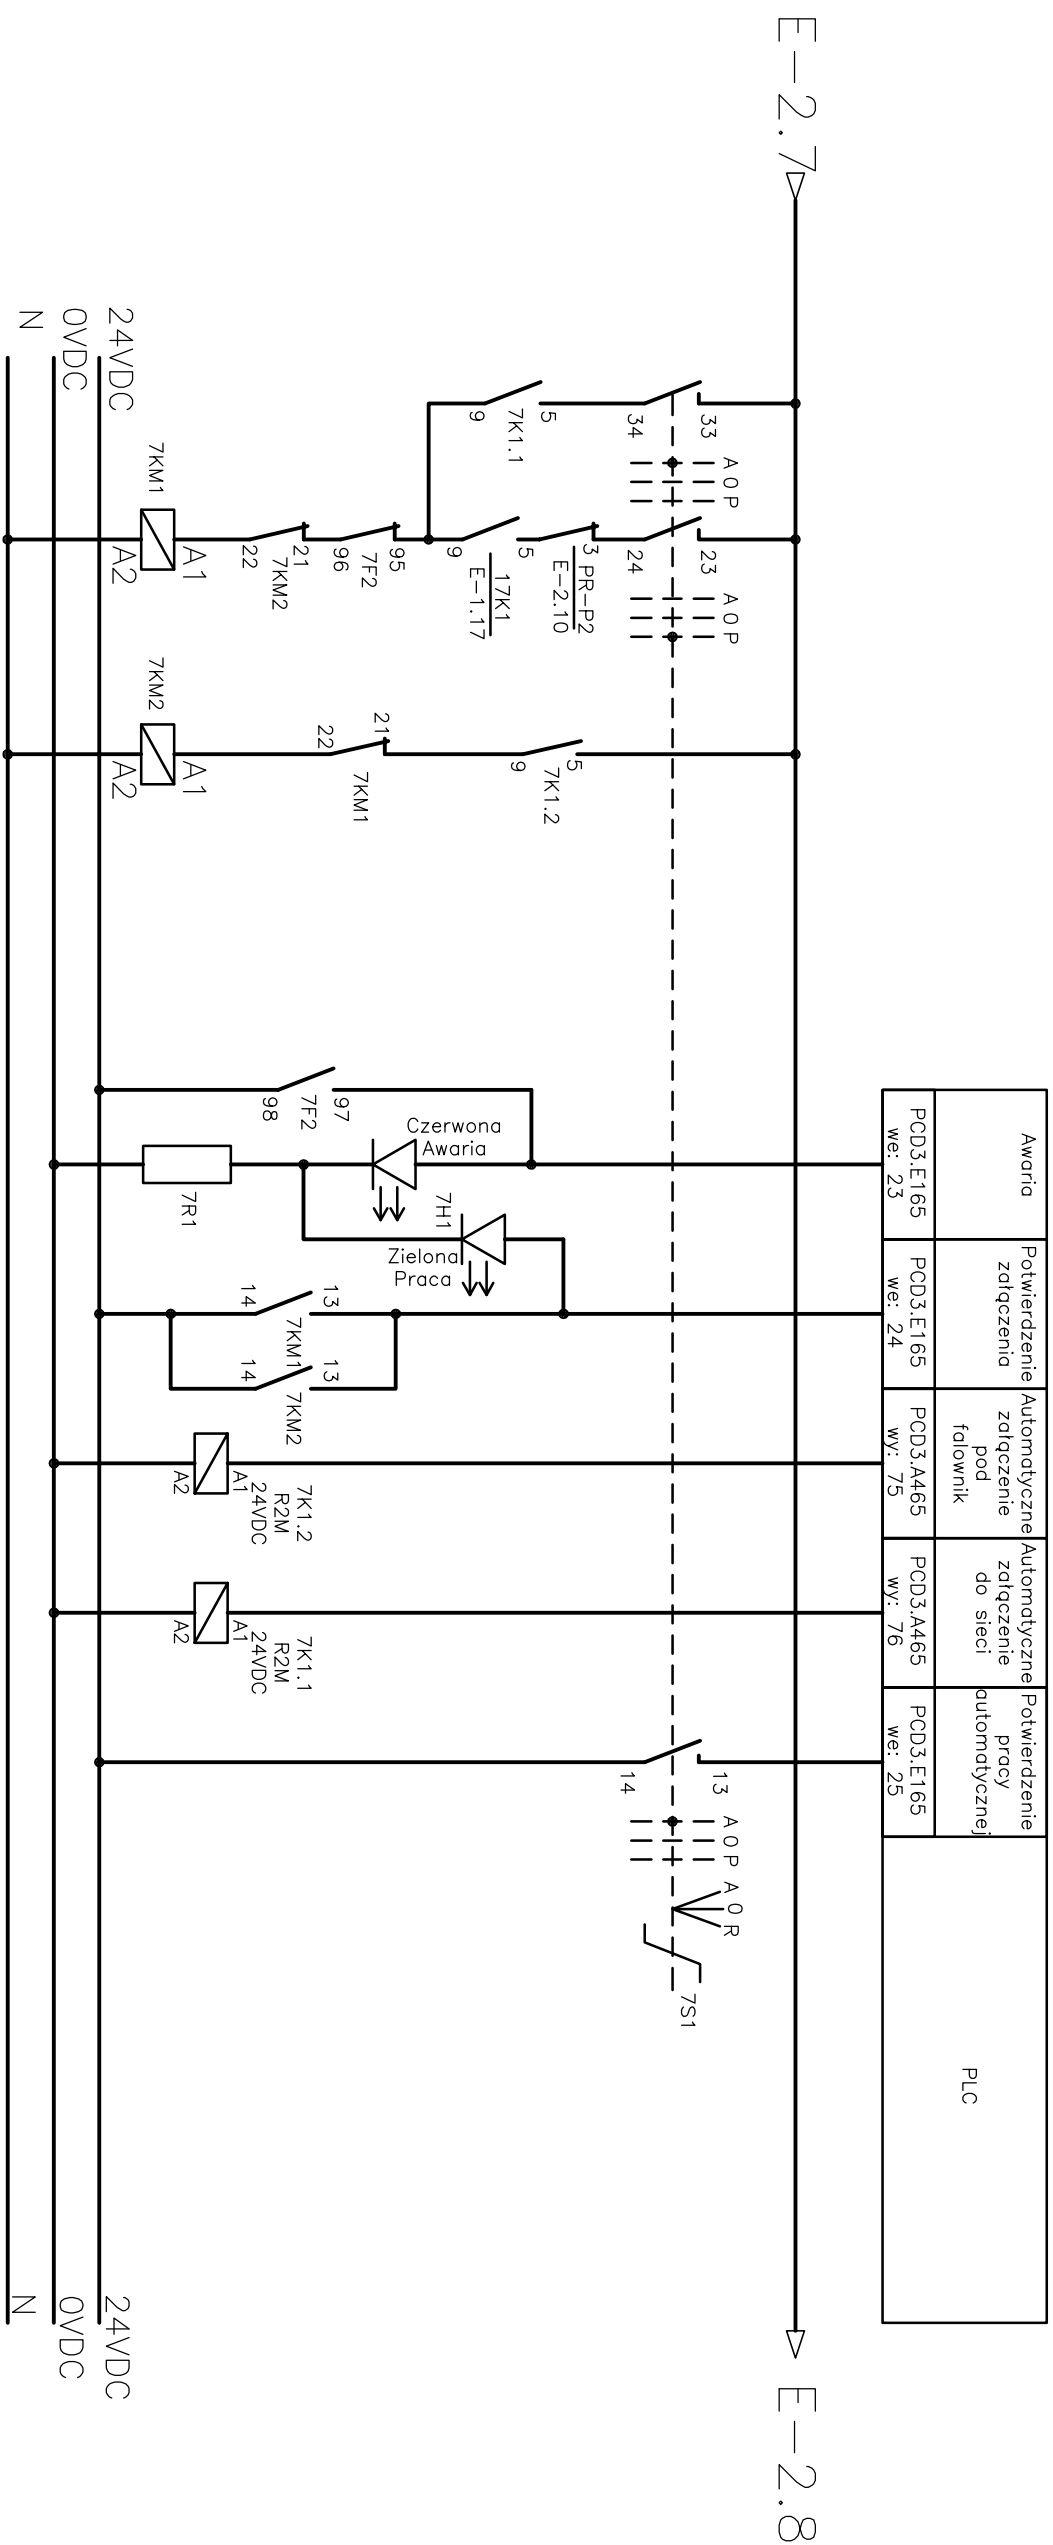 E-2.7
E-2.8
Awaria
PCD3.E165
we: 23
Potwierdzenie
załączenia
PCD3.E165
we: 24
Automatyczne
załączenie
pod
falownik
PCD3.A465
wy: 75
Automatyczne
załączenie
do sieci
PCD3.A465
wy: 76
Potwierdzenie
pracy
automatycznej
PCD3.E165
we: 25
PLC
33
34
A O P
5
7K1.1
9
23
24
A O P
3 PR-P2
E-2.10
5
17K1
E-1.17
9
95
7F2
96
21
7KM2
22
7KM1
A1
A2
5
7K1.2
9
21
7KM1
22
7KM2
A1
A2
97
7F2
98
Czerwona
Awaria
7H1
Zielona
Praca
7R1
13
7KM1
14
13
7KM2
14
7K1.2
R2M
24VDC
A1
A2
7K1.1
R2M
24VDC
A1
A2
13
14
A O P
A O R
7S1
24VDC
0VDC
N
24VDC
0VDC
N